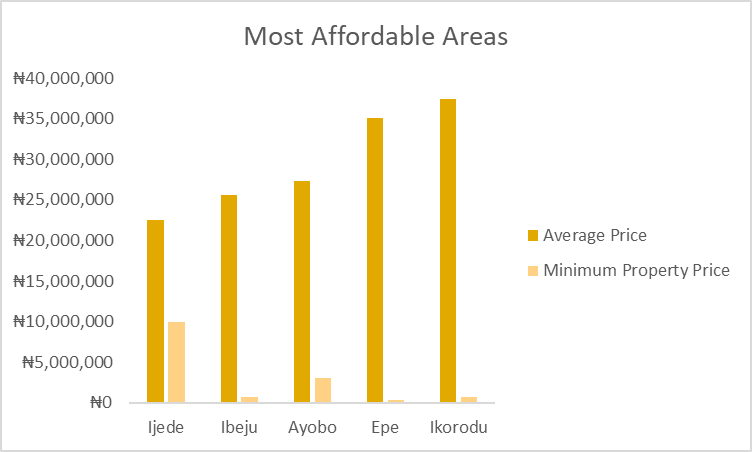 Most Affordable Areas
₦40,000,000
₦35,000,000
₦30,000,000
₦25,000,000
₦20,000,000
₦15,000,000
₦10,000,000
₦5,000,000
₦0
Ijede Ibeju Ayobo Epe Ikorodu
Average Price
Minimum Property Price